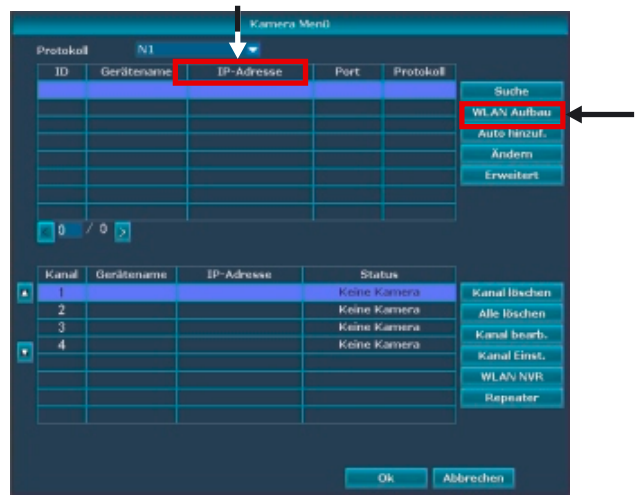 Kamera Menü
Protokoll N1
ID Gerätename IP-Adresse Port Protokoll
Suche
WLAN Aufbau
Auto hinzuf.
Ändern
Erweitert
0 / 0 >
Kanal Gerätename IP-Adresse Status
1 Keine Kamera
2 Keine Kamera
3 Keine Kamera
4 Keine Kamera
Kanal löschen
Alle löschen
Kanal bearb.
Kanal Einst.
WLAN NVR
Repeater
Ok Abbrechen